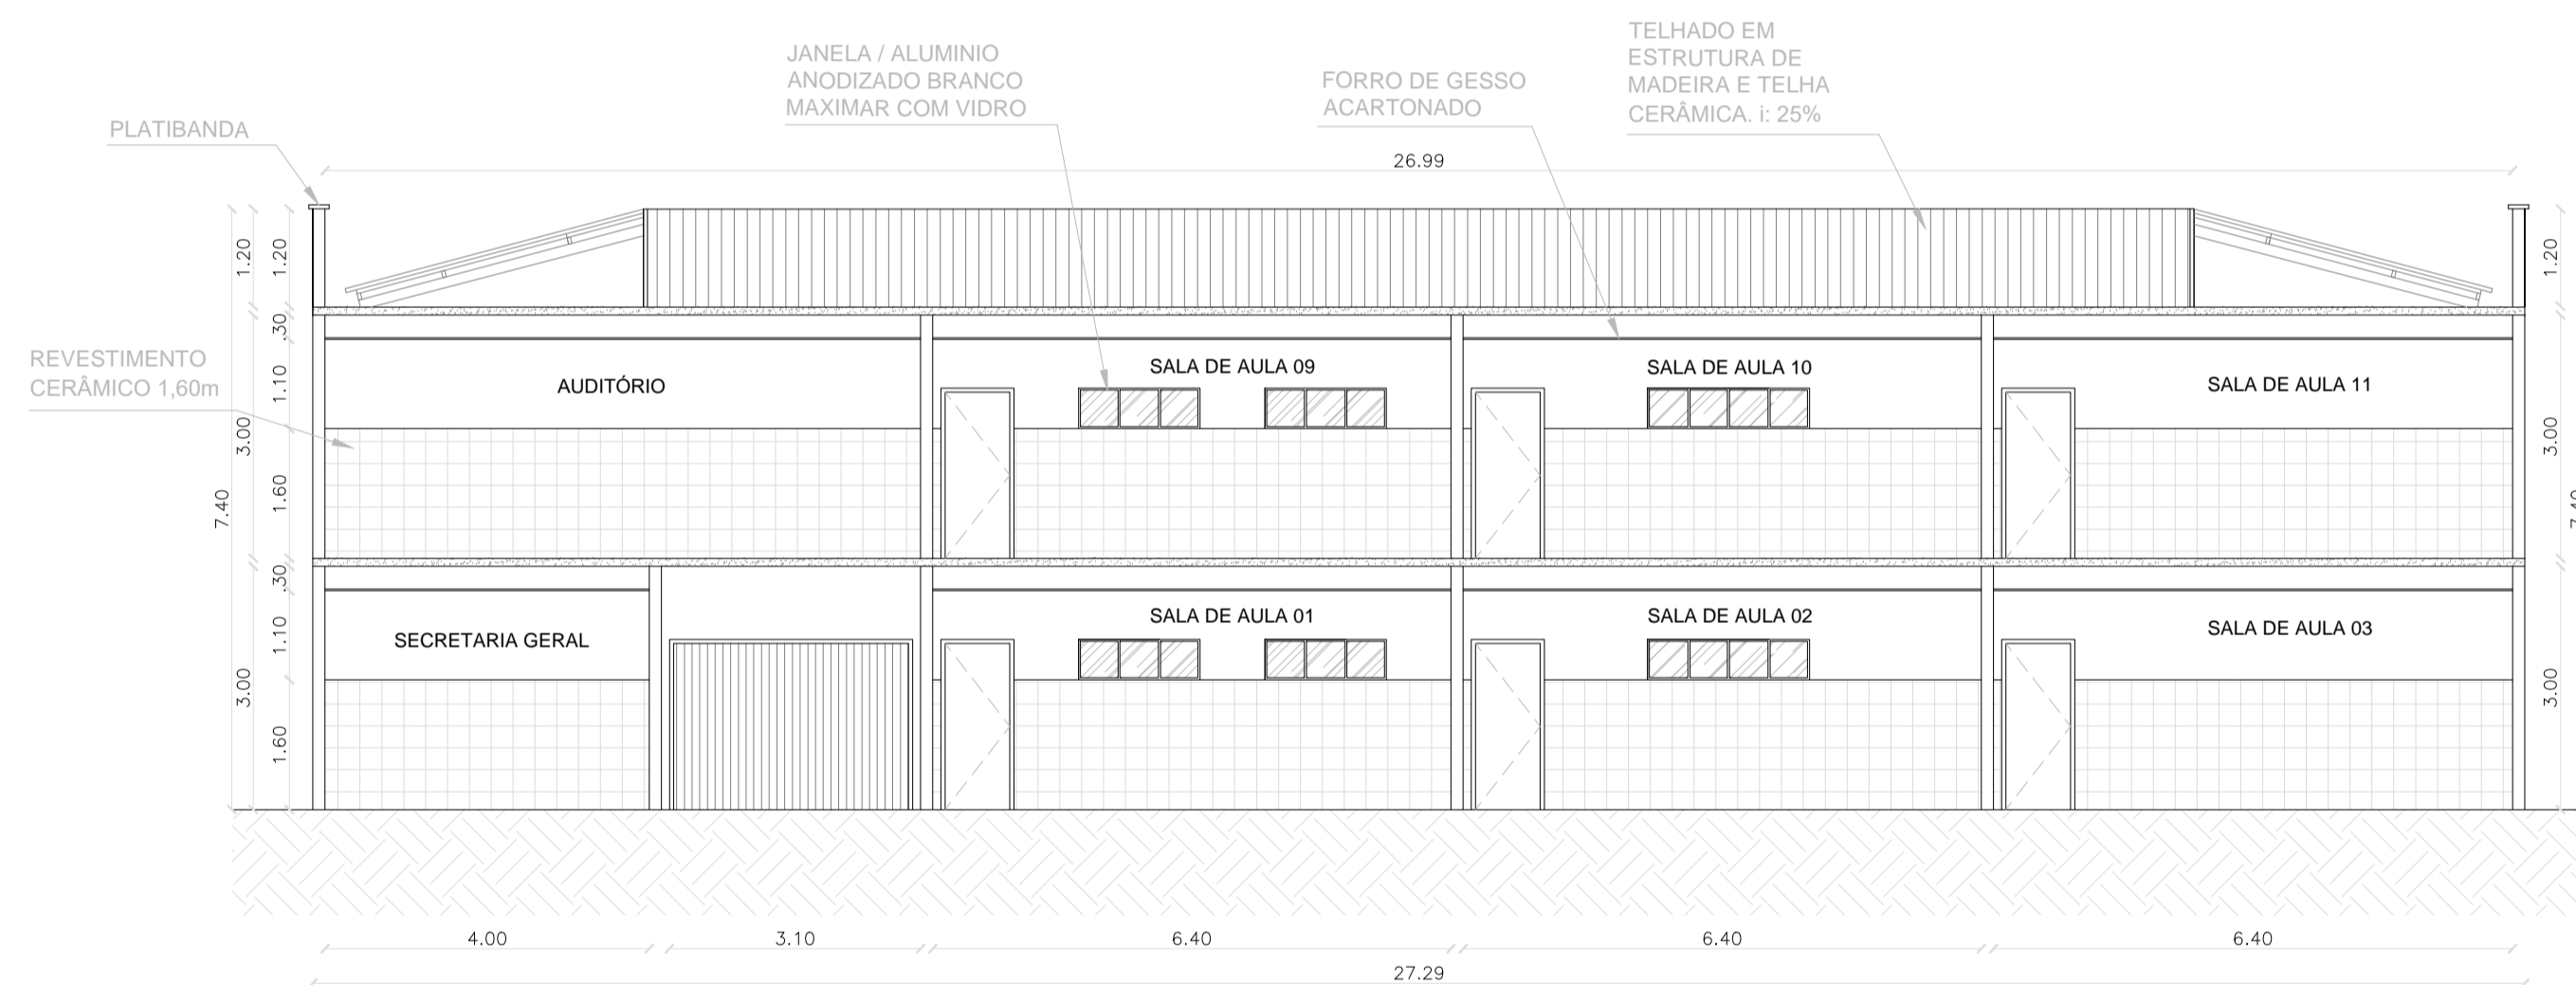 TELHADO EM
ESTRUTURA DE
MADEIRA E TELHA
CERÂMICA. i: 25%
JANELA / ALUMINIO
ANODIZADO BRANCO
MAXIMAR COM VIDRO
FORRO DE GESSO
ACARTONADO
PLATIBANDA
26.99
1.20
1.20
1.20
.30
REVESTIMENTO
CERÂMICO 1,60m
1.10
3.00
1.60
7.40
AUDITÓRIO
SALA DE AULA 09
SALA DE AULA 10
SALA DE AULA 11
3.00
7.40
.30
1.10
3.00
1.60
SECRETARIA GERAL
SALA DE AULA 01
SALA DE AULA 02
SALA DE AULA 03
3.00
4.00
3.10
6.40
6.40
6.40
27.29